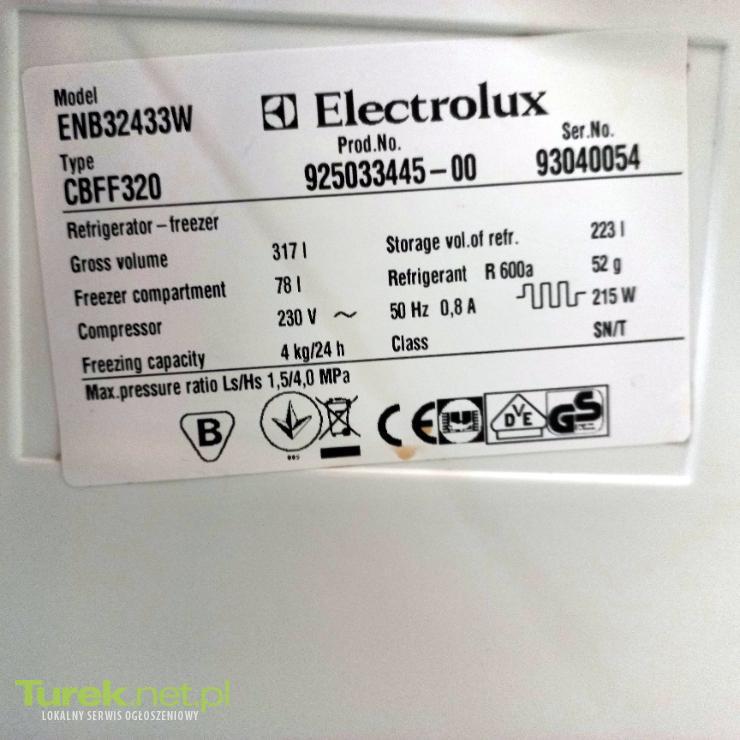 Model
ENB32433W
Electrolux
Type
CBFF320
Prod.No.
925033445-00
Ser.No.
93040054
Refrigerator-freezer
Gross volume 317 l Storage vol.of refr. 223 l
Freezer compartment 78 l Refrigerant R 600a 52 g
Compressor 230 V ~ 50 Hz 0,8 A 215 W
Freezing capacity 4 kg/24 h Class SN/T
Max.pressure ratio Ls/Hs 1,5/4,0 MPa
B CE DVE GS
Turek.net.pl
LOKALNY SERWIS OGŁOSZENIOWY